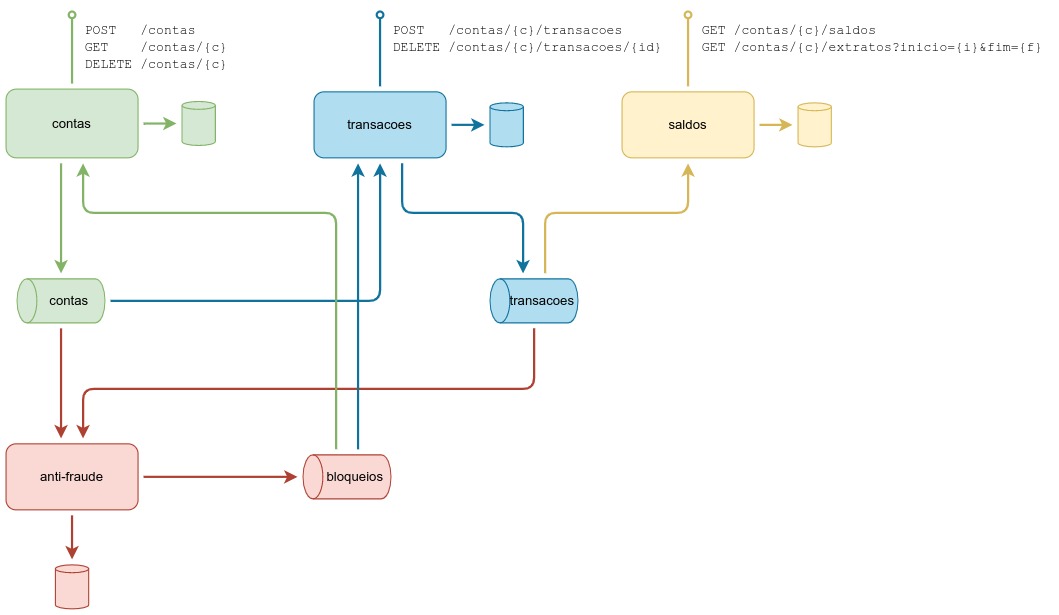 POST /contas
GET /contas/{c}
DELETE /contas/{c}
POST /contas/{c}/transacoes
DELETE /contas/{c}/transacoes/{id}
GET /contas/{c}/saldos
GET /contas/{c}/extratos?inicio={i}&fim={f}
contas
transacoes
saldos
contas
transacoes
anti-fraude
bloqueios